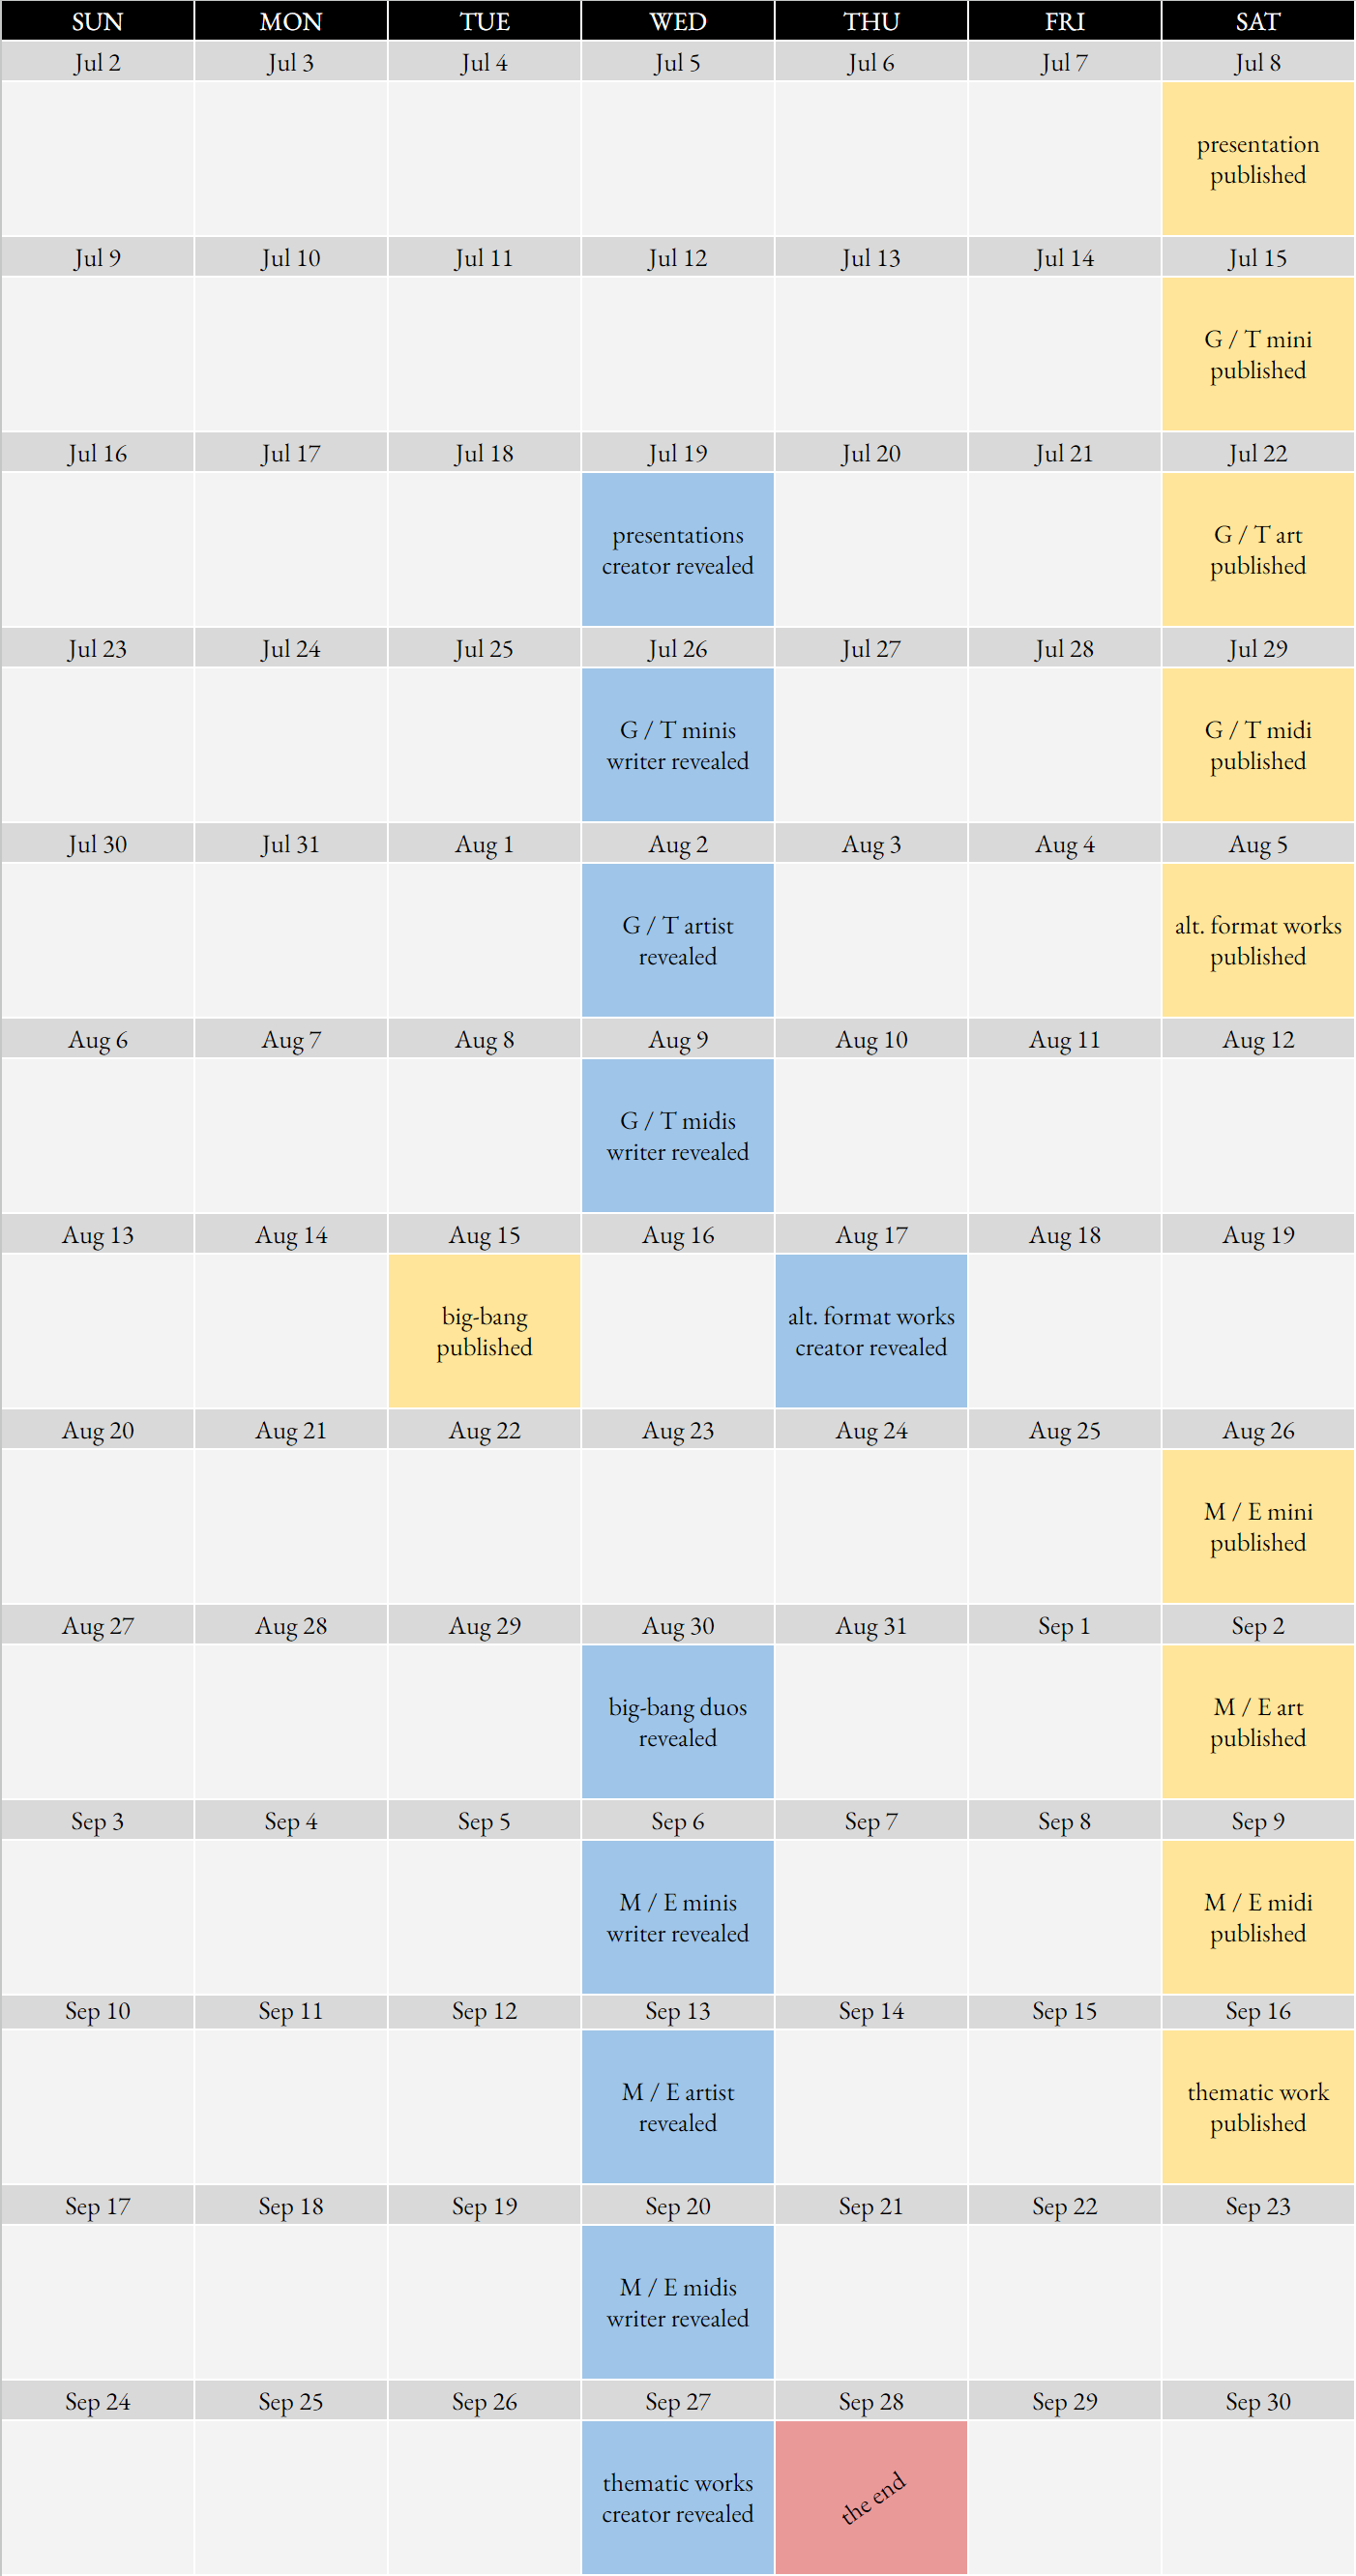 SUN MON TUE WED THU FRI SAT
Jul 2 Jul 3 Jul 4 Jul 5 Jul 6 Jul 7 Jul 8
presentation
published
Jul 9 Jul 10 Jul 11 Jul 12 Jul 13 Jul 14 Jul 15
G / T mini
published
Jul 16 Jul 17 Jul 18 Jul 19 Jul 20 Jul 21 Jul 22
presentations
creator revealed
G / T art
published
Jul 23 Jul 24 Jul 25 Jul 26 Jul 27 Jul 28 Jul 29
G / T minis
writer revealed
G / T midi
published
Jul 30 Jul 31 Aug 1 Aug 2 Aug 3 Aug 4 Aug 5
G / T artist
revealed
alt. format works
published
Aug 6 Aug 7 Aug 8 Aug 9 Aug 10 Aug 11 Aug 12
G / T midis
writer revealed
Aug 13 Aug 14 Aug 15 Aug 16 Aug 17 Aug 18 Aug 19
big-bang
published
alt. format works
creator revealed
Aug 20 Aug 21 Aug 22 Aug 23 Aug 24 Aug 25 Aug 26
M / E mini
published
Aug 27 Aug 28 Aug 29 Aug 30 Aug 31 Sep 1 Sep 2
big-bang duos
revealed
M / E art
published
Sep 3 Sep 4 Sep 5 Sep 6 Sep 7 Sep 8 Sep 9
M / E minis
writer revealed
M / E midi
published
Sep 10 Sep 11 Sep 12 Sep 13 Sep 14 Sep 15 Sep 16
M / E artist
revealed
thematic work
published
Sep 17 Sep 18 Sep 19 Sep 20 Sep 21 Sep 22 Sep 23
M / E midis
writer revealed
Sep 24 Sep 25 Sep 26 Sep 27 Sep 28 Sep 29 Sep 30
thematic works
creator revealed
the end